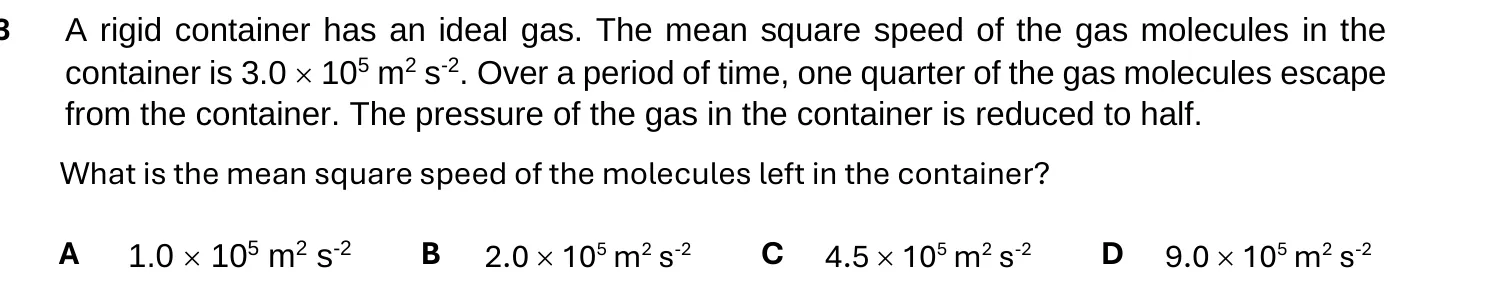 3 A rigid container has an ideal gas. The mean square speed of the gas molecules in the
container is 3.0 × 10⁵ m² s⁻². Over a period of time, one quarter of the gas molecules escape
from the container. The pressure of the gas in the container is reduced to half.
What is the mean square speed of the molecules left in the container?
A 1.0 × 10⁵ m² s⁻² B 2.0 × 10⁵ m² s⁻² C 4.5 × 10⁵ m² s⁻² D 9.0 × 10⁵ m² s⁻²